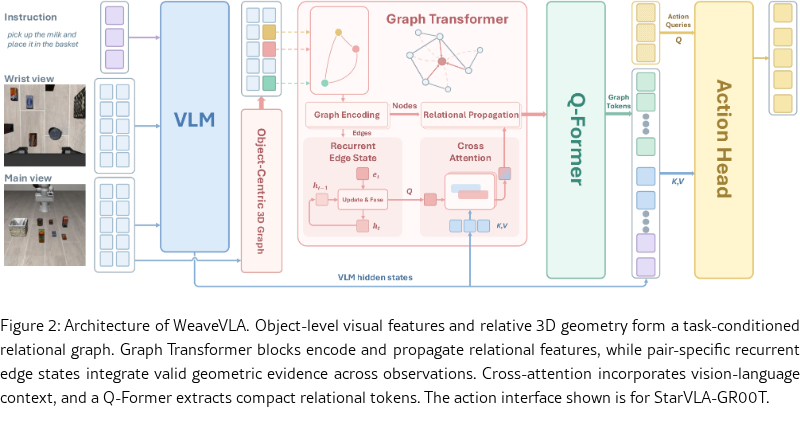 Instruction
pick up the milk and
place it in the basket
Wrist view
Main view
VLM
Object-Centric 3D Graph
Graph Transformer
Graph Encoding
Nodes
Relational Propagation
Edges
Recurrent
Edge State
Cross
Attention
e_t
h_{t-1}
Update & Fuse
Q
h_t
K,V
VLM hidden states
Q-Former
Graph
Tokens
Action
Queries
Q
K,V
Action Head
Figure 2: Architecture of WeaveVLA. Object-level visual features and relative 3D geometry form a task-conditioned
relational graph. Graph Transformer blocks encode and propagate relational features, while pair-specific recurrent
edge states integrate valid geometric evidence across observations. Cross-attention incorporates vision-language
context, and a Q-Former extracts compact relational tokens. The action interface shown is for StarVLA-GR00T.